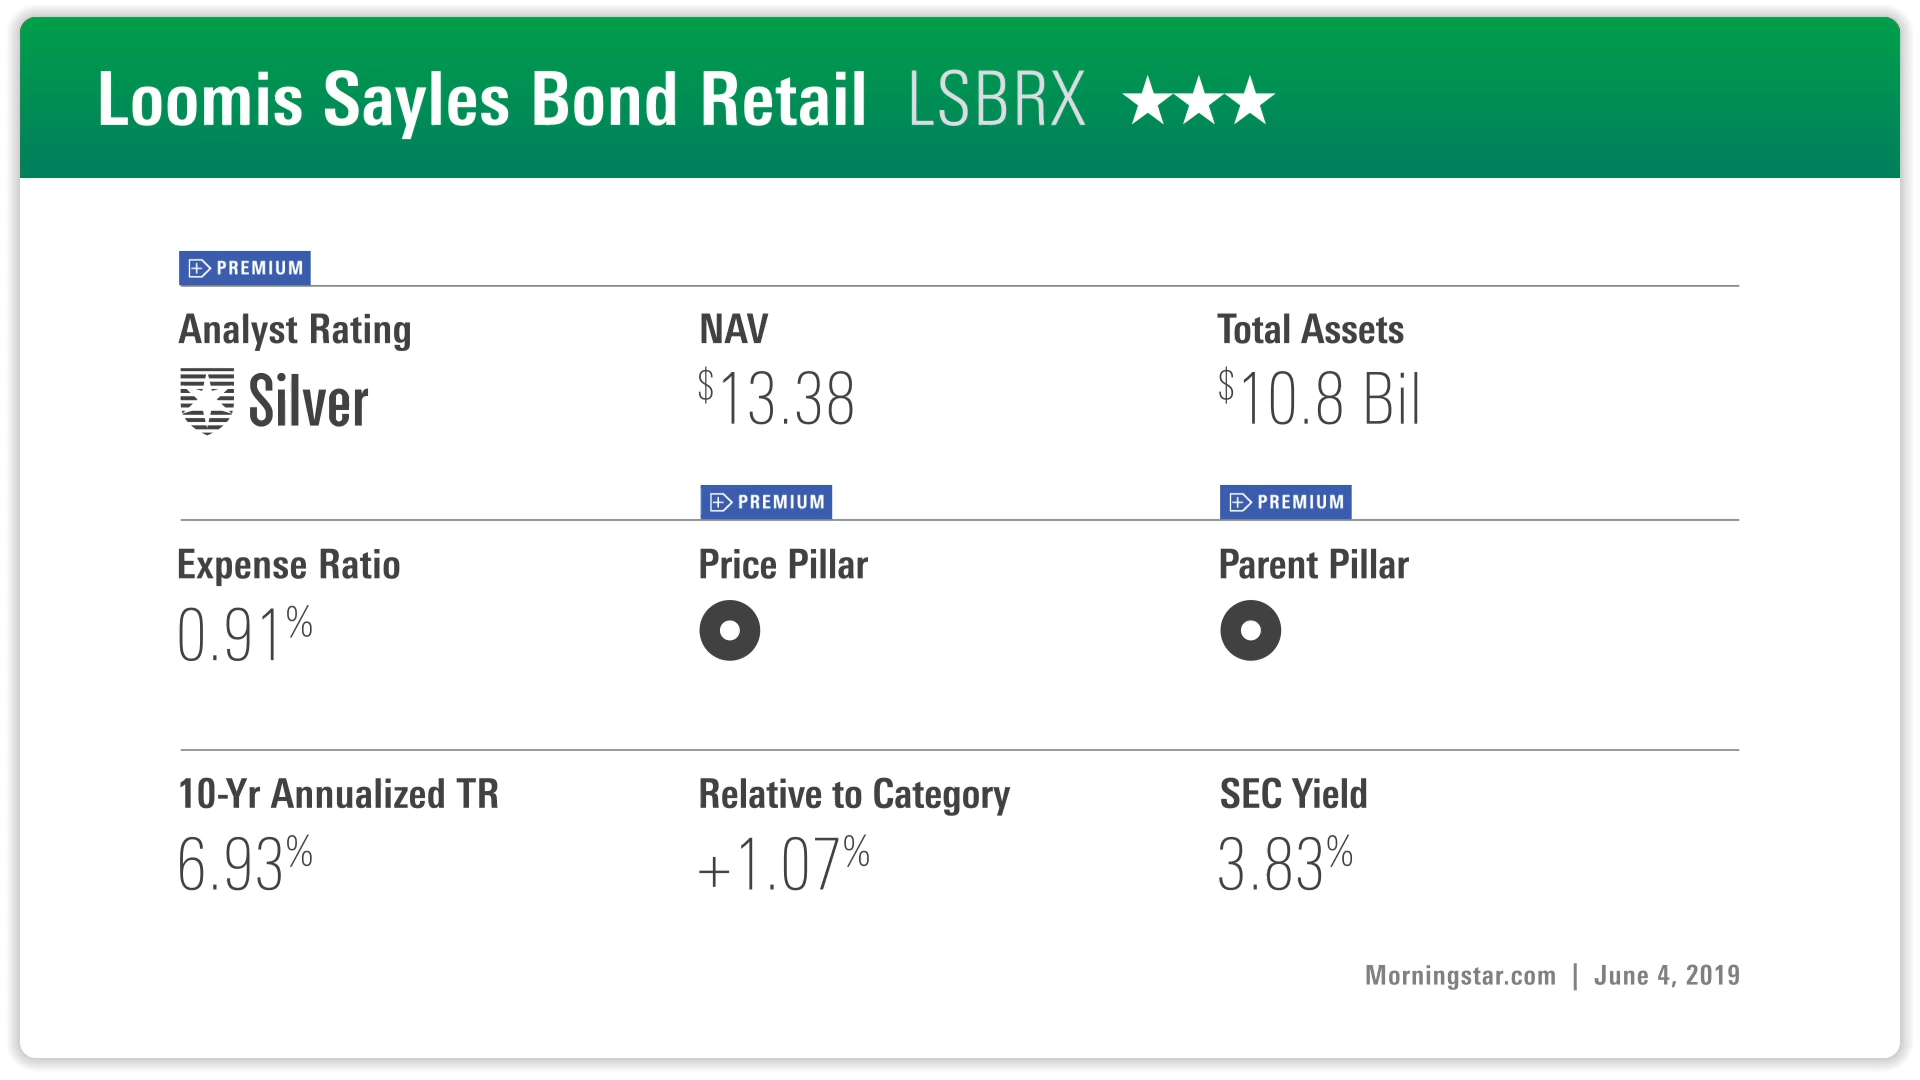 Loomis Sayles Bond Retail LSBRX ★★★
PREMIUM
Analyst Rating
Silver
NAV
$13.38
Total Assets
$10.8 Bil
Expense Ratio
0.91%
PREMIUM
Price Pillar
PREMIUM
Parent Pillar
10-Yr Annualized TR
6.93%
Relative to Category
+1.07%
SEC Yield
3.83%
Morningstar.com | June 4, 2019